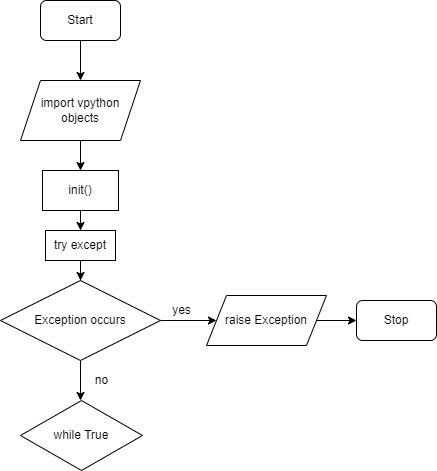 Start
import vpython
objects
init()
try except
Exception occurs
yes
raise Exception
Stop
no
while True